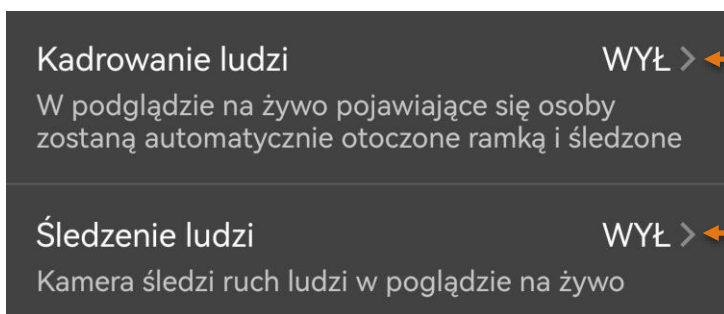 Kadrowanie ludzi WYŁ >
W podglądzie na żywo pojawiające się osoby
zostaną automatycznie otoczone ramką i śledzone
Śledzenie ludzi WYŁ >
Kamera śledzi ruch ludzi w poglądzie na żywo